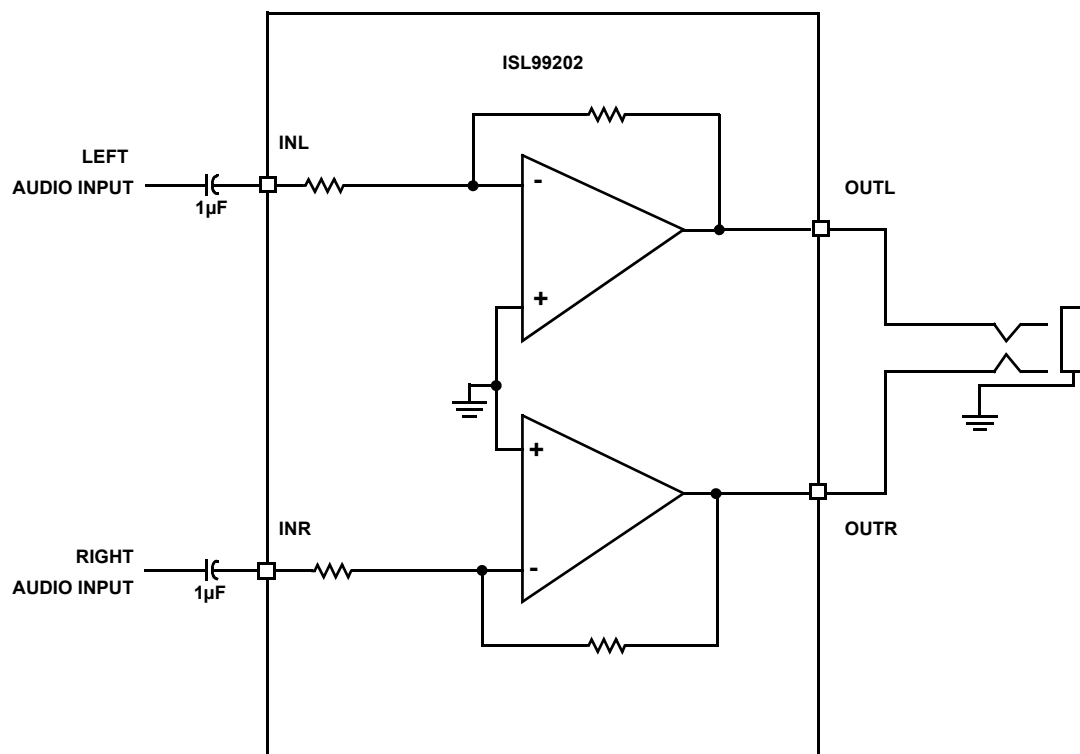 ISL99202
INL
LEFT
AUDIO INPUT
1µF
-
+
OUTL
+
-
INR
RIGHT
AUDIO INPUT
1µF
OUTR